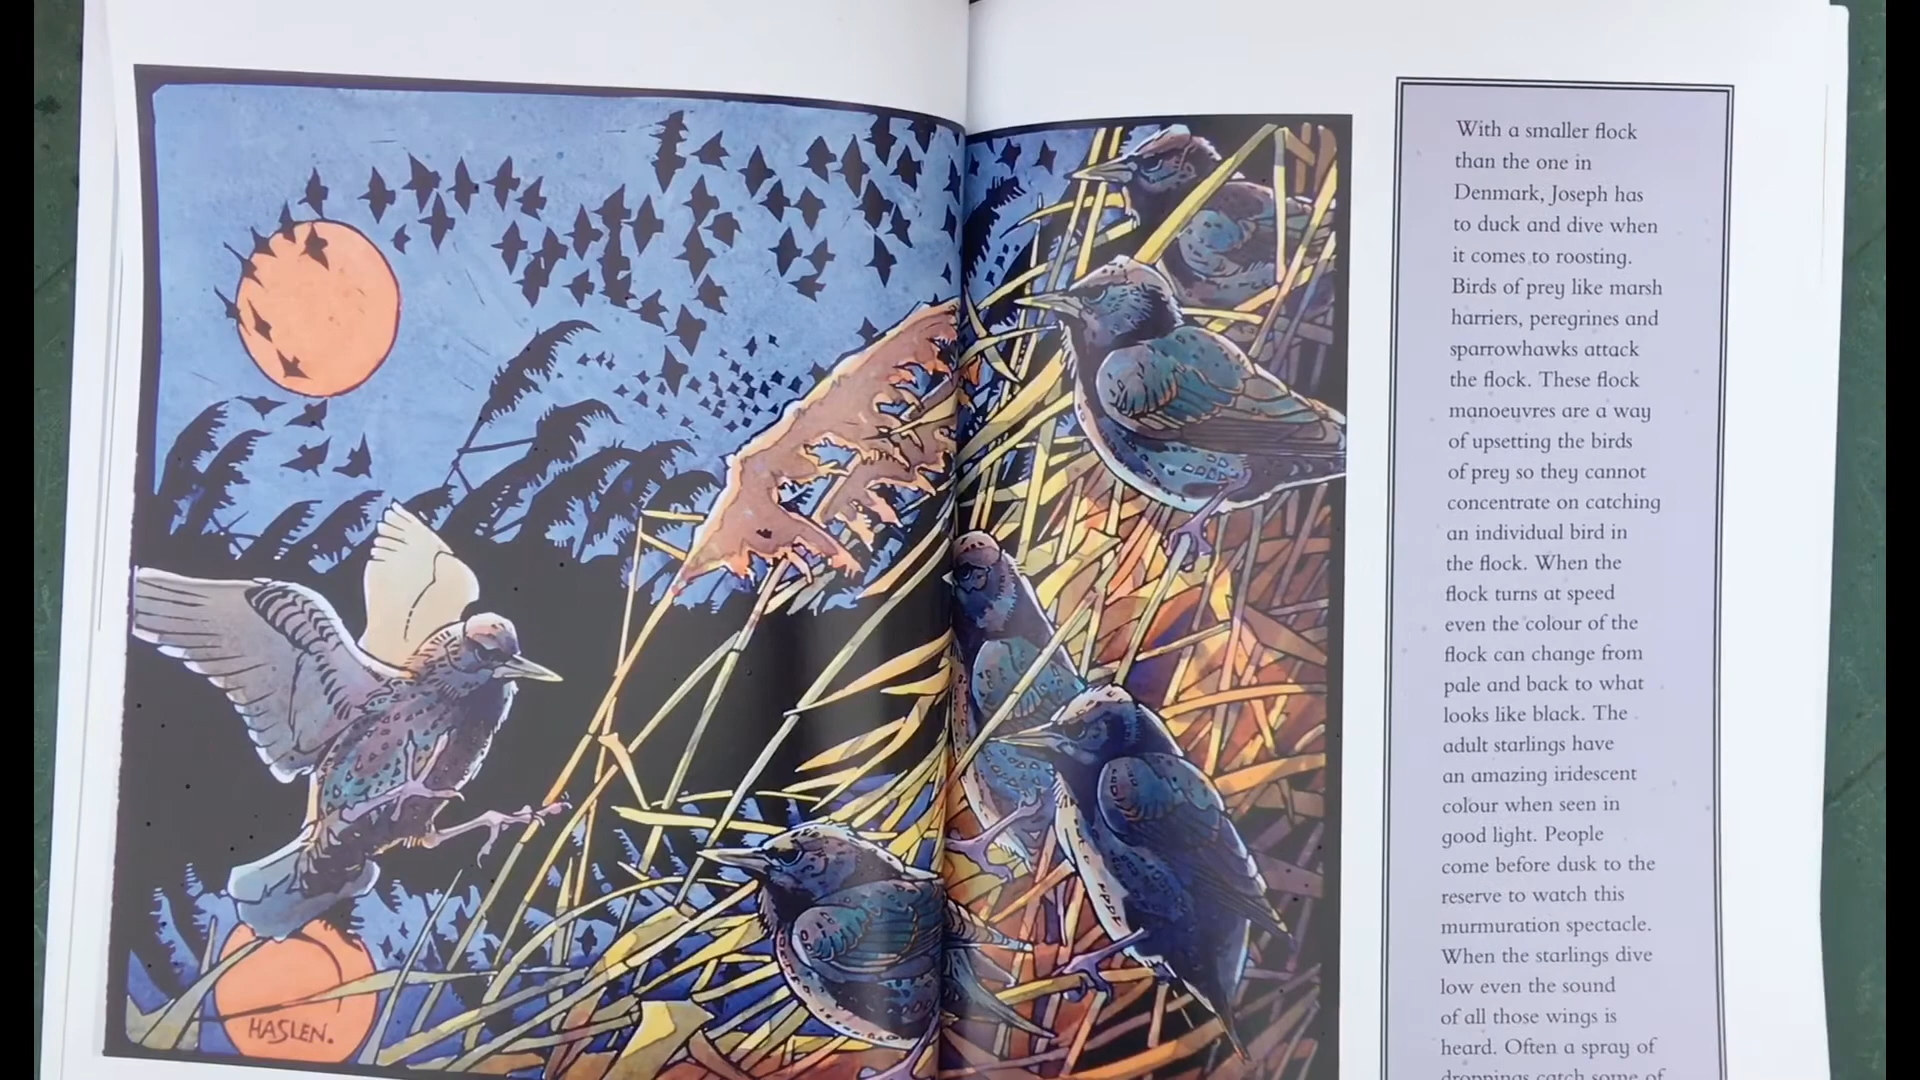 HASLEN.
With a smaller flock
than the one in
Denmark, Joseph has
to duck and dive when
it comes to roosting.
Birds of prey like marsh
harriers, peregrines and
sparrowhawks attack
the flock. These flock
manoeuvres are a way
of upsetting the birds
of prey so they cannot
concentrate on catching
an individual bird in
the flock. When the
flock turns at speed
even the colour of the
flock can change from
pale and back to what
looks like black. The
adult starlings have
an amazing iridescent
colour when seen in
good light. People
come before dusk to the
reserve to watch this
murmuration spectacle.
When the starlings dive
low even the sound
of all those wings is
heard. Often a spray of
droppings catch some of